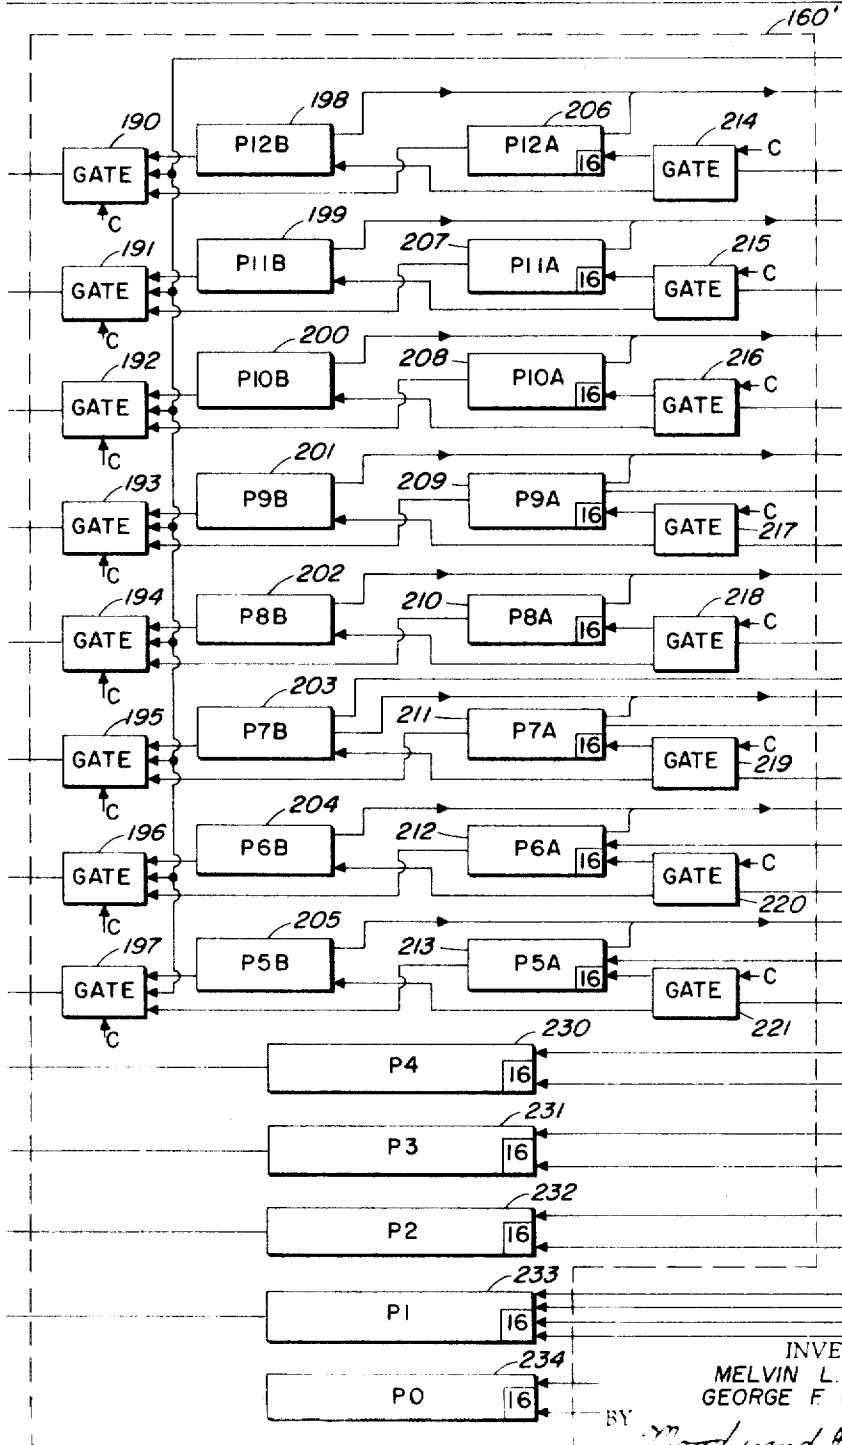 160'
190 198 206 214
GATE P12B P12A 16 GATE C
C
191 199 207 215
GATE P11B P11A 16 GATE C
C
192 200 208 216
GATE P10B P10A 16 GATE C
C
193 201 209
GATE P9B P9A 16 GATE C
C 217
194 202 210 218
GATE P8B P8A 16 GATE C
C
195 203 211
GATE P7B P7A 16 GATE C
C 219
196 204 212
GATE P6B P6A 16 GATE C
C 220
197 205 213
GATE P5B P5A 16 GATE C
C 221
230
P4 16
231
P3 16
232
P2 16
233
P1 16
INVE
234
MELVIN L.
P0 16
GEORGE F.
BY